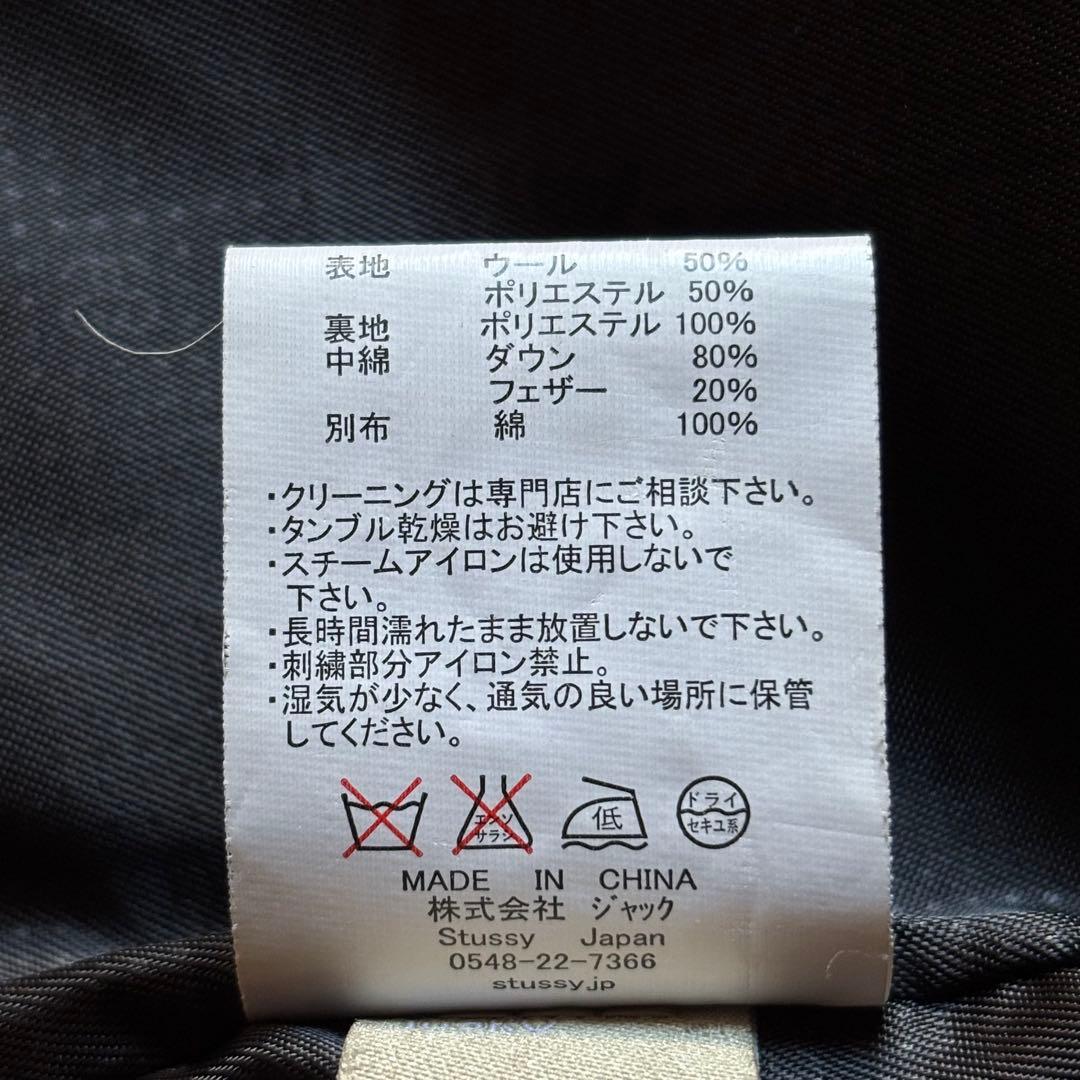 表地 ウール 50%
ポリエステル 50%
裏地 ポリエステル 100%
中綿 ダウン 80%
フェザー 20%
別布 綿 100%
・クリーニングは専門店にご相談下さい。
・タンブル乾燥はお避け下さい。
・スチームアイロンは使用しないで
下さい。
・長時間濡れたまま放置しないで下さい。
・刺繍部分アイロン禁止。
・湿気が少なく、通気の良い場所に保管
してください。
エンソ サラシ 低 ドライ セキユ系
MADE IN CHINA
株式会社 ジャック
Stussy Japan
0548-22-7366
stussy.jp